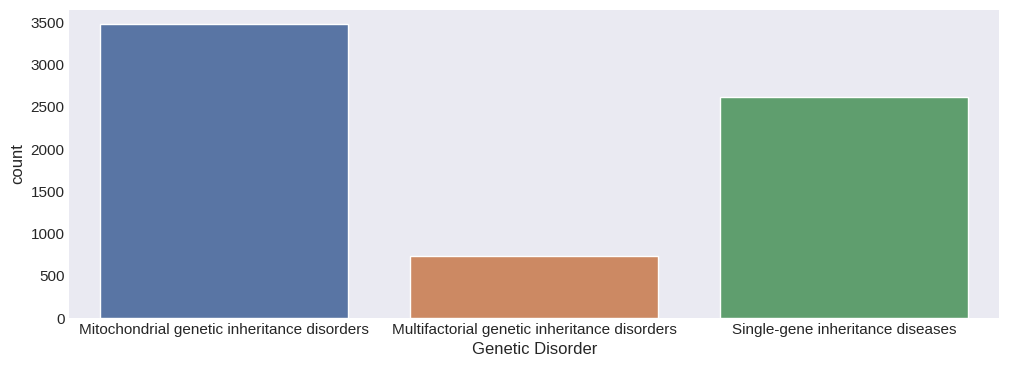 3500
3000
2500
2000
1500
1000
500
0
count
Mitochondrial genetic inheritance disorders Multifactorial genetic inheritance disorders Single-gene inheritance diseases
Genetic Disorder